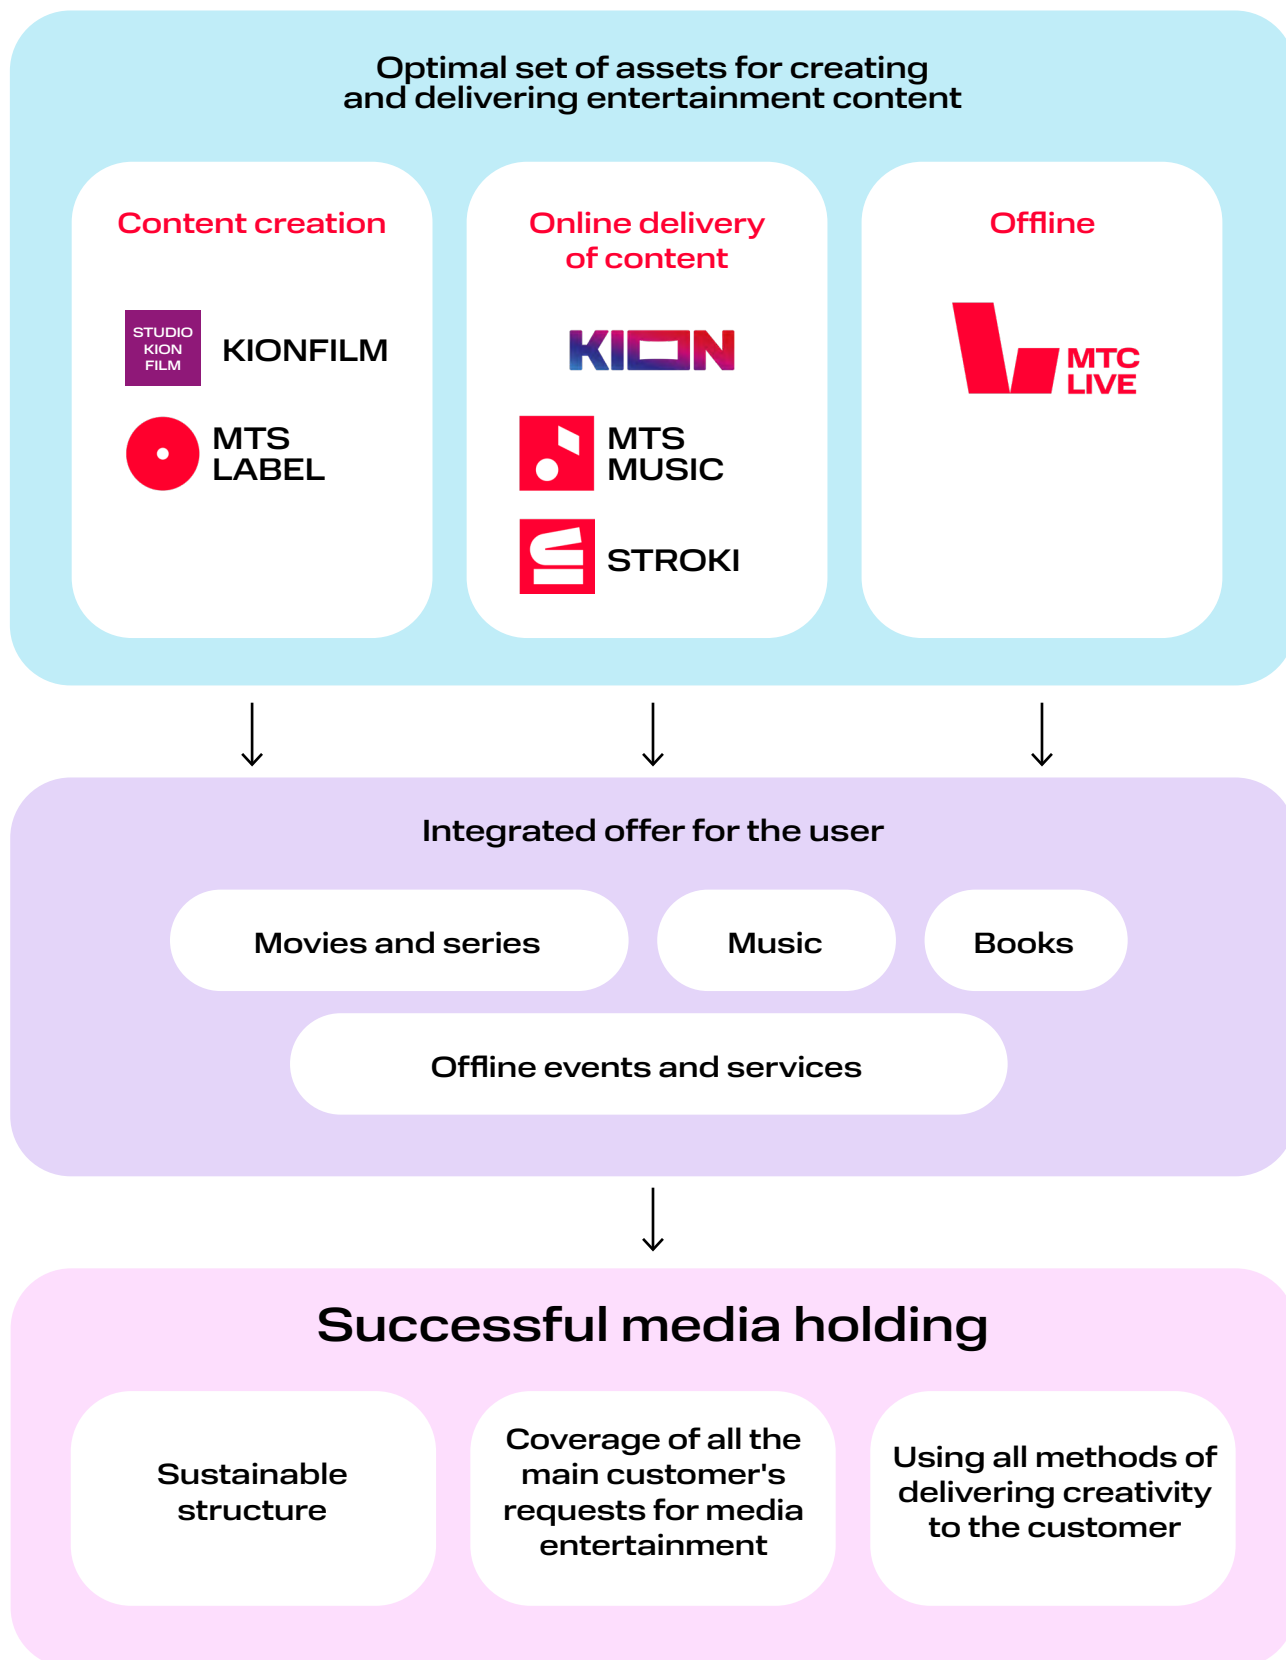 Optimal set of assets for creating
and delivering entertainment content
Content creation
STUDIO
KION
FILM
KIONFILM
MTS
LABEL
Online delivery
of content
KION
MTS
MUSIC
STROKI
Offline
МТС
LIVE
Integrated offer for the user
Movies and series
Music
Books
Offline events and services
Successful media holding
Sustainable
structure
Coverage of all the
main customer's
requests for media
entertainment
Using all methods of
delivering creativity
to the customer